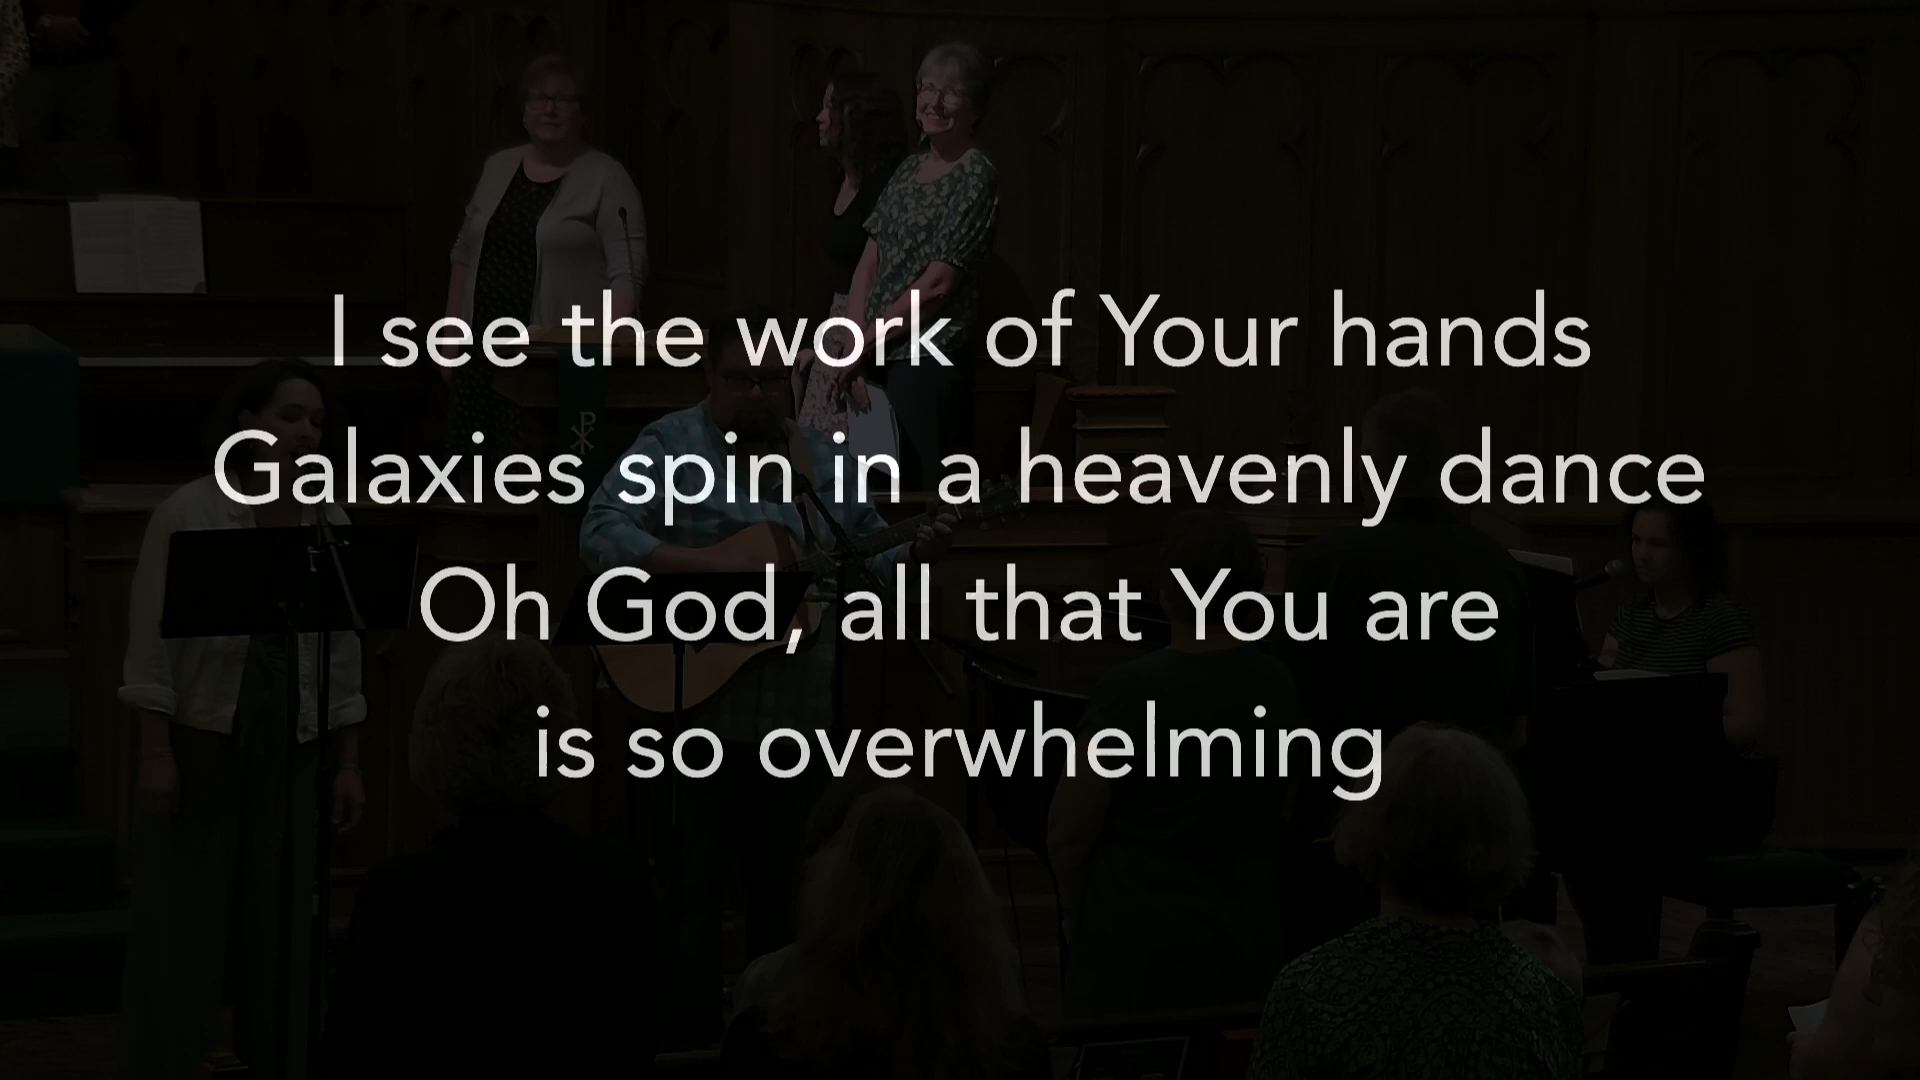 I see the work of Your hands
Galaxies spin in a heavenly dance
Oh God, all that You are
is so overwhelming